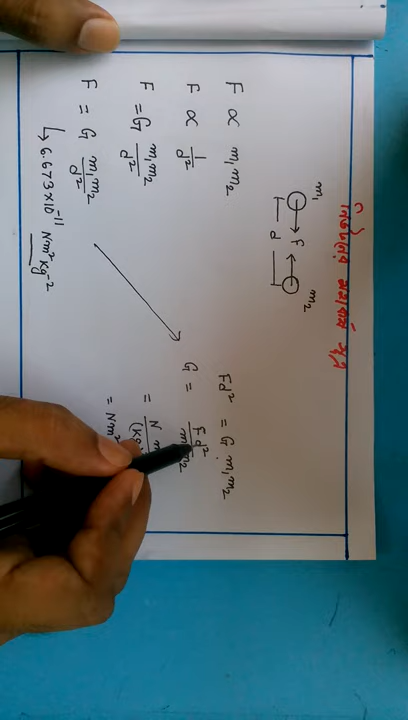 নিউটনের মহাকর্ষ সূত্র
m₁ m₂
F
d
F ∝ m₁m₂
F ∝ 1/d²
F = G m₁m₂/d²
F = G m₁m₂/d²
↳ 6.673×10⁻¹¹ Nm²kg⁻²
Fd² = G m₁m₂
G = Fd²/m₁m₂
= N m
= Nm²